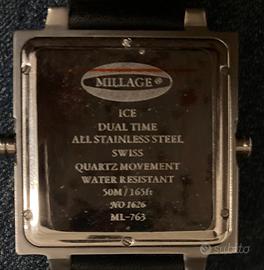 MILLAGE
ICE
DUAL TIME
ALL STAINLESS STEEL
SWISS
QUARTZ MOVEMENT
WATER RESISTANT
50M/165ft
NO 1626
ML-763
subito